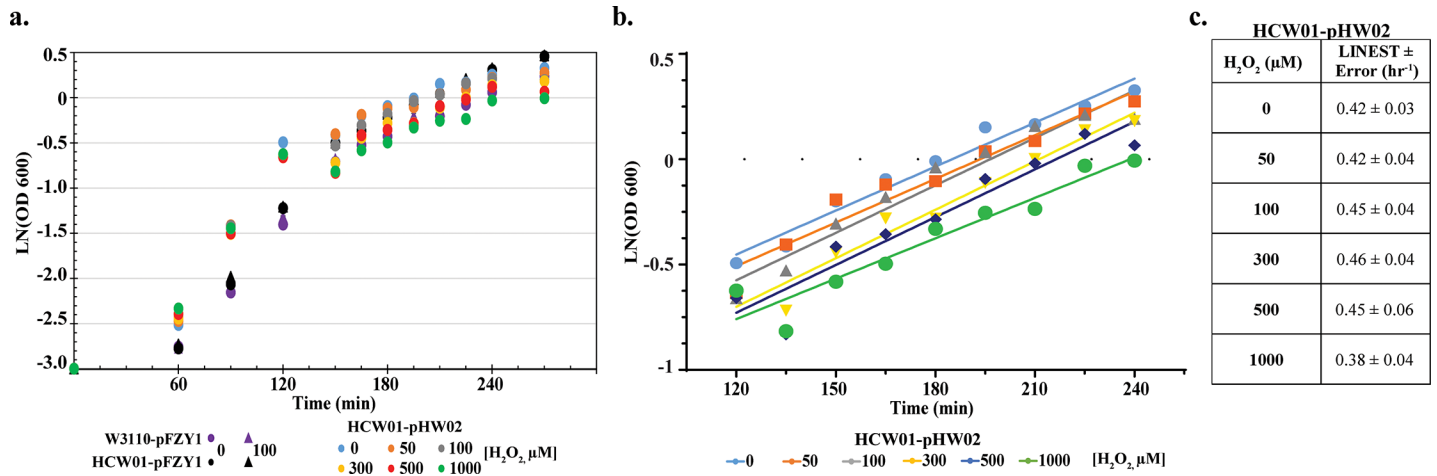 a.
LN(OD 600)
0.5
0
-0.5
-1.0
-1.5
-2.0
-2.5
-3.0
60 120 180 240
Time (min)
W3110-pFZY1
HCW01-pFZY1
0 100
HCW01-pHW02
0 50 100
300 500 1000
[H₂O₂, μM]
b.
LN(OD 600)
0.5
0
-0.5
-1
120 150 180 210 240
Time (min)
HCW01-pHW02
0 50 100 300 500 1000 [H₂O₂, μM]
c.
HCW01-pHW02
H₂O₂ (μM) LINEST ± Error (hr⁻¹)
0 0.42 ± 0.03
50 0.42 ± 0.04
100 0.45 ± 0.04
300 0.46 ± 0.04
500 0.45 ± 0.06
1000 0.38 ± 0.04